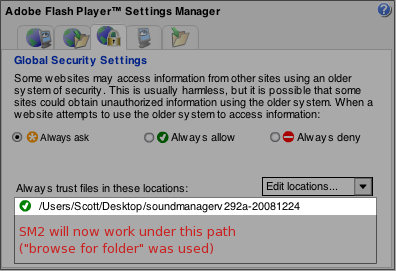 Adobe Flash Player™ Settings Manager
Global Security Settings
Some websites may access information from other sites using an older
system of security. This is usually harmless, but it is possible that some
sites could obtain unauthorized information using the older system. When a
website attempts to use the older system to access information:
Always ask Always allow Always deny
Always trust files in these locations: Edit locations...
/Users/Scott/Desktop/soundmanagerv292a-20081224
SM2 will now work under this path
("browse for folder" was used)